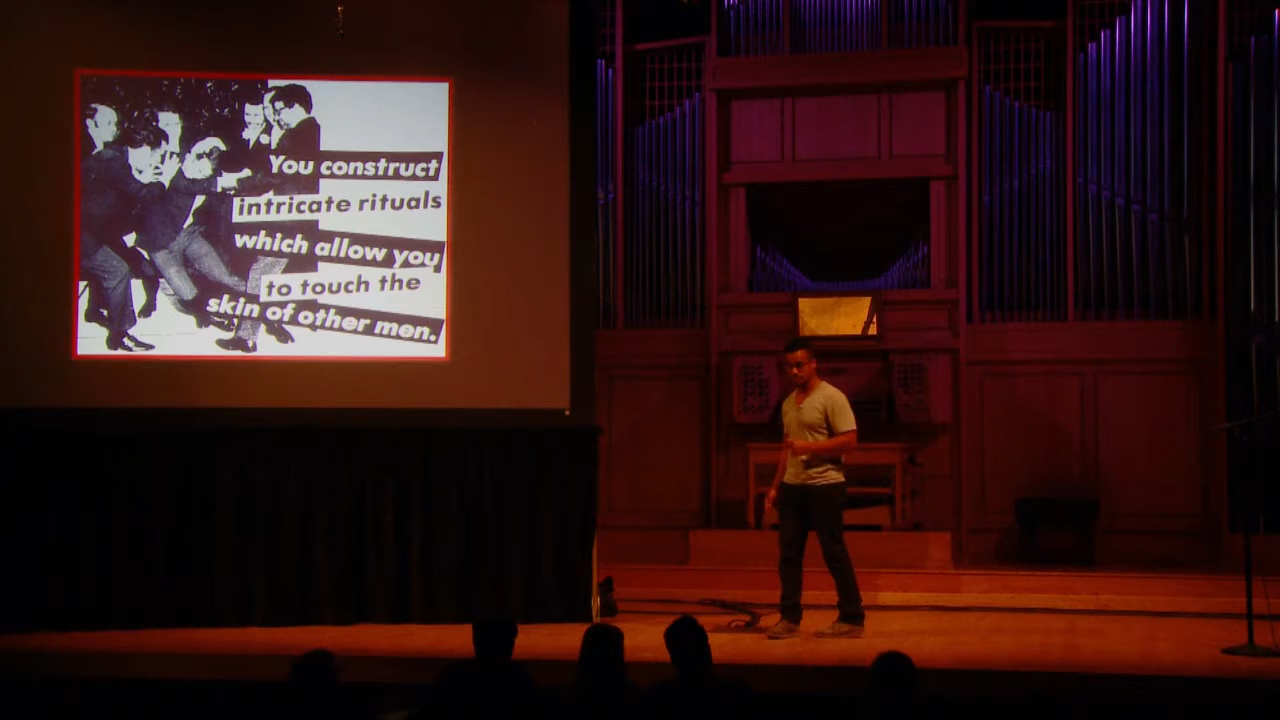 You construct
intricate rituals
which allow you
to touch the
skin of other men.